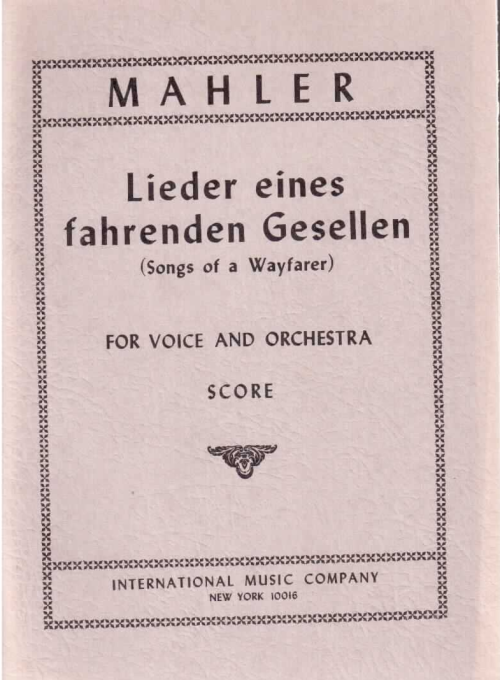 MAHLER
Lieder eines
fahrenden Gesellen
(Songs of a Wayfarer)
FOR VOICE AND ORCHESTRA
SCORE
INTERNATIONAL MUSIC COMPANY
NEW YORK 10016